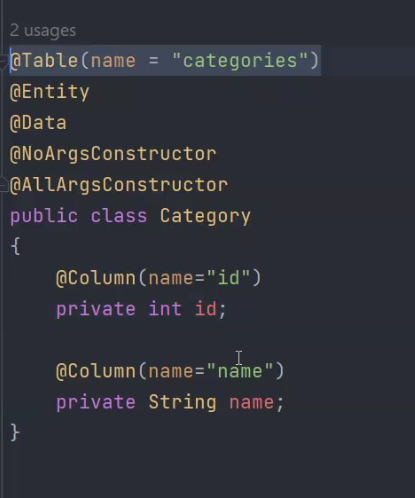 2 usages
@Table(name = "categories")
@Entity
@Data
@NoArgsConstructor
@AllArgsConstructor
public class Category
{
@Column(name="id")
private int id;
@Column(name="name")
private String name;
}